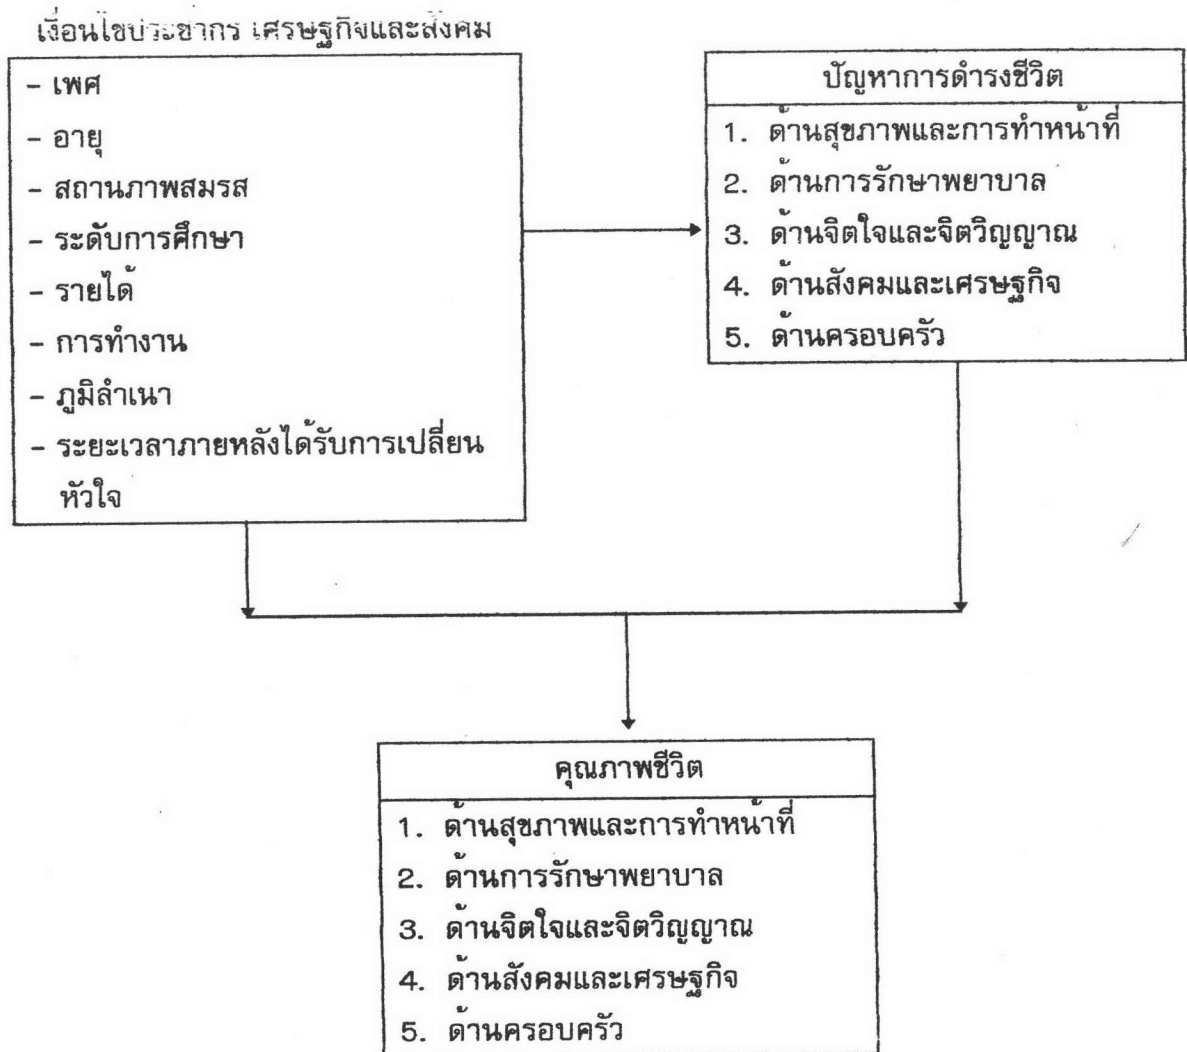 เงื่อนไขประชากร เศรษฐกิจและสังคม
- เพศ
- อายุ
- สถานภาพสมรส
- ระดับการศึกษา
- รายได้
- การทำงาน
- ภูมิลำเนา
- ระยะเวลาภายหลังได้รับการเปลี่ยน
หัวใจ
ปัญหาการดำรงชีวิต
1. ด้านสุขภาพและการทำหน้าที่
2. ด้านการรักษาพยาบาล
3. ด้านจิตใจและจิตวิญญาณ
4. ด้านสังคมและเศรษฐกิจ
5. ด้านครอบครัว
คุณภาพชีวิต
1. ด้านสุขภาพและการทำหน้าที่
2. ด้านการรักษาพยาบาล
3. ด้านจิตใจและจิตวิญญาณ
4. ด้านสังคมและเศรษฐกิจ
5. ด้านครอบครัว